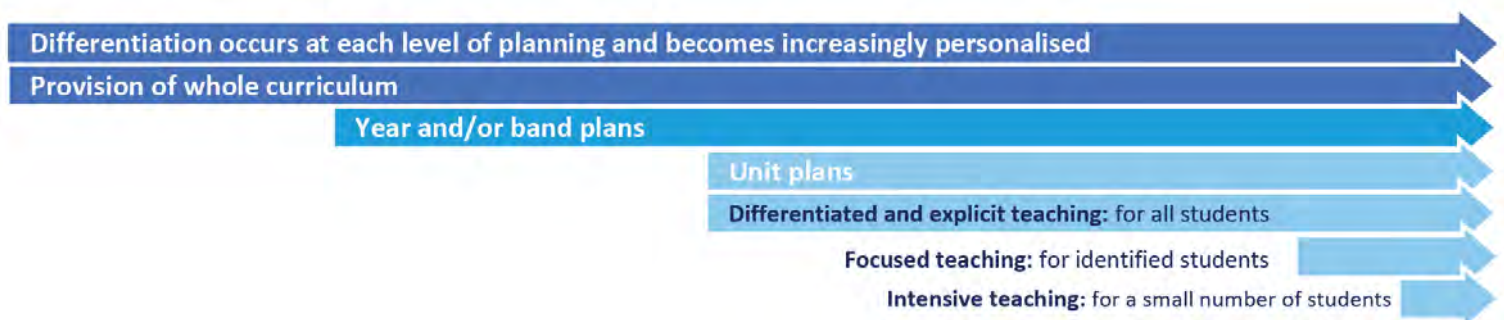 Differentiation occurs at each level of planning and becomes increasingly personalised
Provision of whole curriculum
Year and/or band plans
Unit plans
Differentiated and explicit teaching: for all students
Focused teaching: for identified students
Intensive teaching: for a small number of students